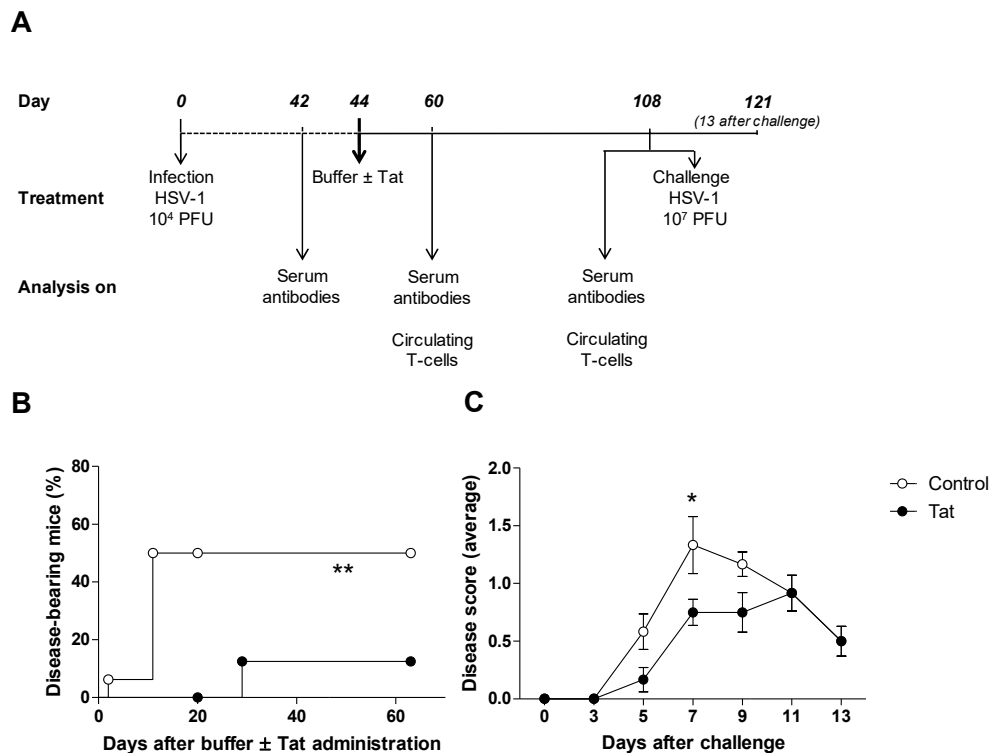 A
Day
0
42
44
60
108
121
(13 after challenge)
Treatment
Infection
HSV-1
10⁴ PFU
Buffer ± Tat
Challenge
HSV-1
10⁷ PFU
Analysis on
Serum
antibodies
Serum
antibodies
Circulating
T-cells
Serum
antibodies
Circulating
T-cells
B
Disease-bearing mice (%)
80
60
40
20
0
**
0
20
40
60
Days after buffer ± Tat administration
C
Disease score (average)
2.0
1.5
1.0
0.5
0.0
*
0
3
5
7
9
11
13
Days after challenge
Control
Tat